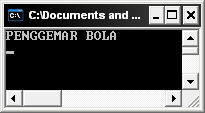 C:\Documents and ...
PENGGEMAR BOLA